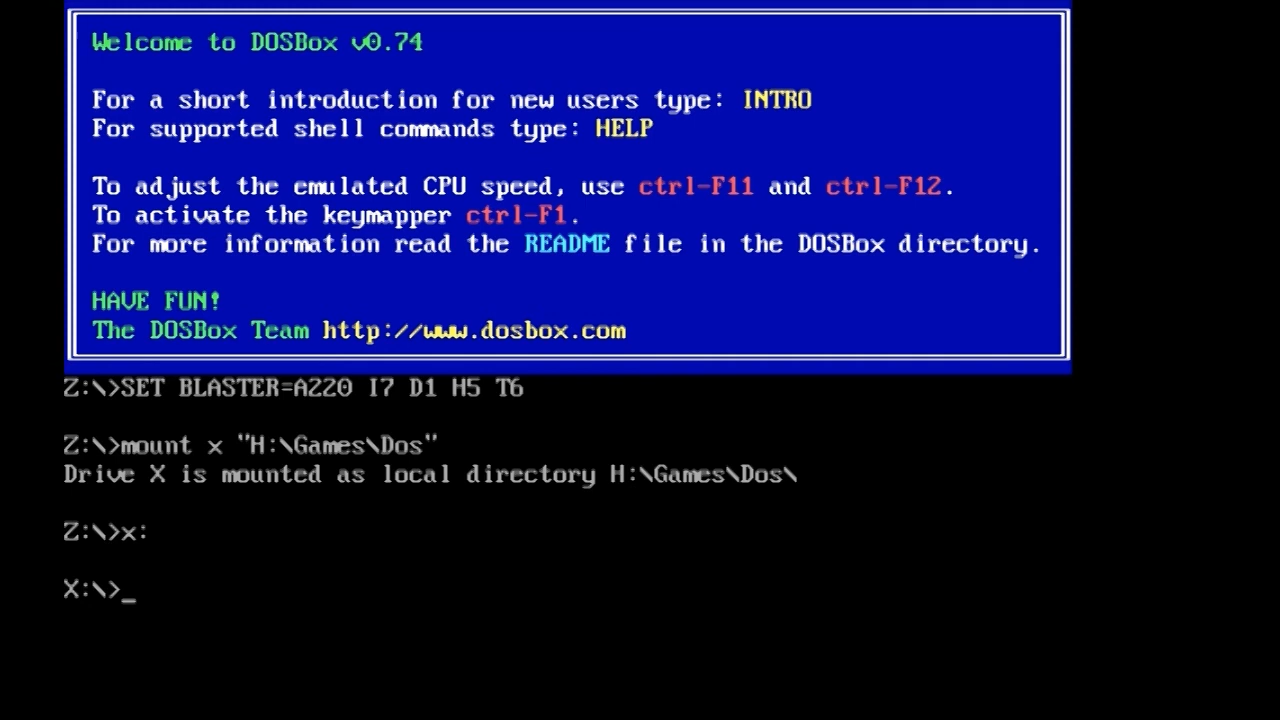 Welcome to DOSBox v0.74
For a short introduction for new users type: INTRO
For supported shell commands type: HELP
To adjust the emulated CPU speed, use ctrl-F11 and ctrl-F12.
To activate the keymapper ctrl-F1.
For more information read the README file in the DOSBox directory.
HAVE FUN!
The DOSBox Team http://www.dosbox.com
Z:\>SET BLASTER=A220 I7 D1 H5 T6
Z:\>mount x "H:\Games\Dos"
Drive X is mounted as local directory H:\Games\Dos\
Z:\>x:
X:\>_